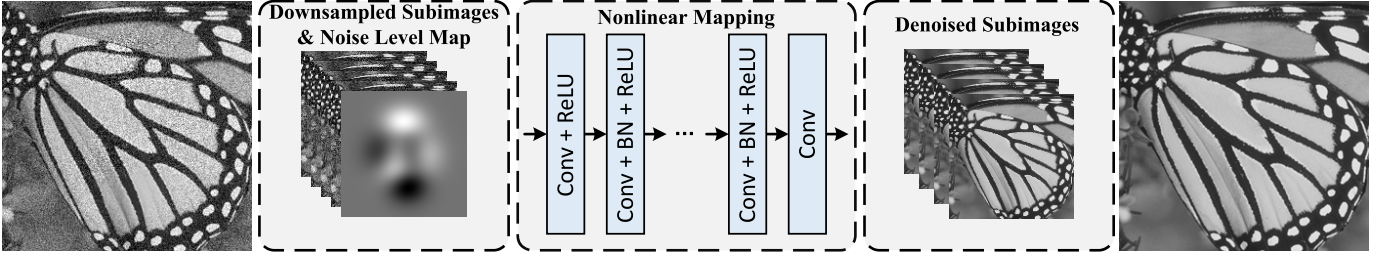 Downsampled Subimages
& Noise Level Map
Nonlinear Mapping
Conv + ReLU
Conv + BN + ReLU
...
Conv + BN + ReLU
Conv
Denoised Subimages